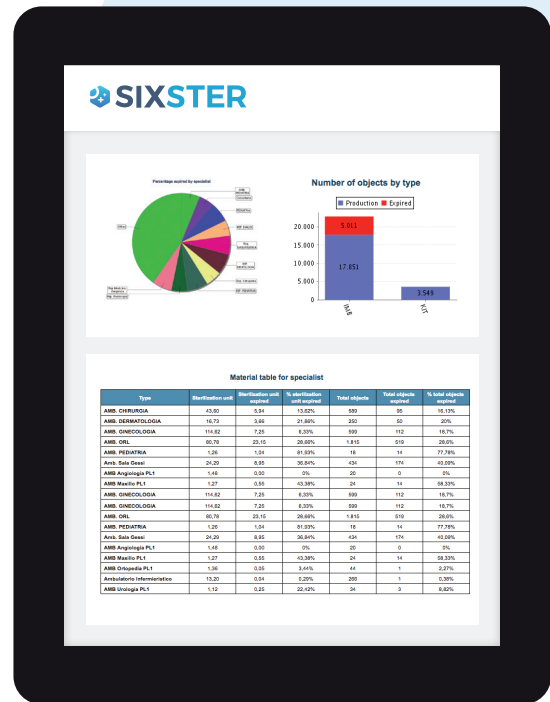 SIXSTER
Percentage expired by specialist
Number of objects by type
Production Expired
20.000
15.000
10.000
5.000
0
5.011
17.851
3.549
KIT
Material table for specialist
Type Sterilization unit Sterilization unit expired % sterilization unit expired Total objects Total objects expired % total objects expired
AMB. CHIRURGIA 43,60 5,94 13,62% 589 95 16,13%
AMB. DERMATOLOGIA 16,73 3,66 21,86% 250 50 20%
AMB. GINECOLOGIA 114,62 7,25 6,33% 599 112 18,7%
AMB. ORL 80,78 23,15 28,66% 1.815 519 28,6%
AMB. PEDIATRIA 1,26 1,04 81,93% 18 14 77,78%
Amb. Sala Gessi 24,29 8,95 36,84% 434 174 40,09%
AMB Angiologia PL1 1,48 0,00 0% 20 0 0%
AMB Maxillo PL1 1,27 0,55 43,38% 24 14 58,33%
AMB. GINECOLOGIA 114,62 7,25 6,33% 599 112 18,7%
AMB. GINECOLOGIA 114,62 7,25 6,33% 599 112 18,7%
AMB. ORL 80,78 23,15 28,66% 1.815 519 28,6%
AMB. PEDIATRIA 1,26 1,04 81,93% 18 14 77,78%
Amb. Sala Gessi 24,29 8,95 36,84% 434 174 40,09%
AMB Angiologia PL1 1,48 0,00 0% 20 0 0%
AMB Maxillo PL1 1,27 0,55 43,38% 24 14 58,33%
AMB Ortopedia PL1 1,36 0,05 3,44% 44 1 2,27%
Ambulatorio Infermieristico 13,20 0,04 0,29% 266 1 0,38%
AMB Urologia PL1 1,12 0,25 22,42% 34 3 8,82%